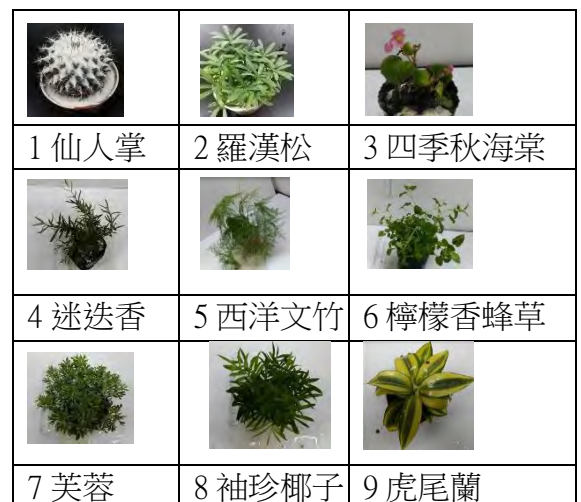 1 仙人掌
2 羅漢松
3 四季秋海棠
4 迷迭香
5 西洋文竹
6 檸檬香蜂草
7 芙蓉
8 袖珍椰子
9 虎尾蘭